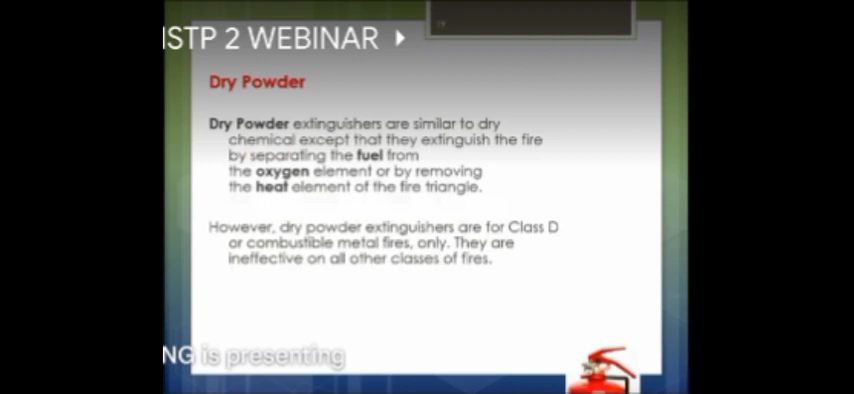 ISTP 2 WEBINAR
Dry Powder
Dry Powder extinguishers are similar to dry
chemical except that they extinguish the fire
by separating the fuel from
the oxygen element or by removing
the heat element of the fire triangle.
However, dry powder extinguishers are for Class D
or combustible metal fires, only. They are
ineffective on all other classes of fires.
NG is presenting